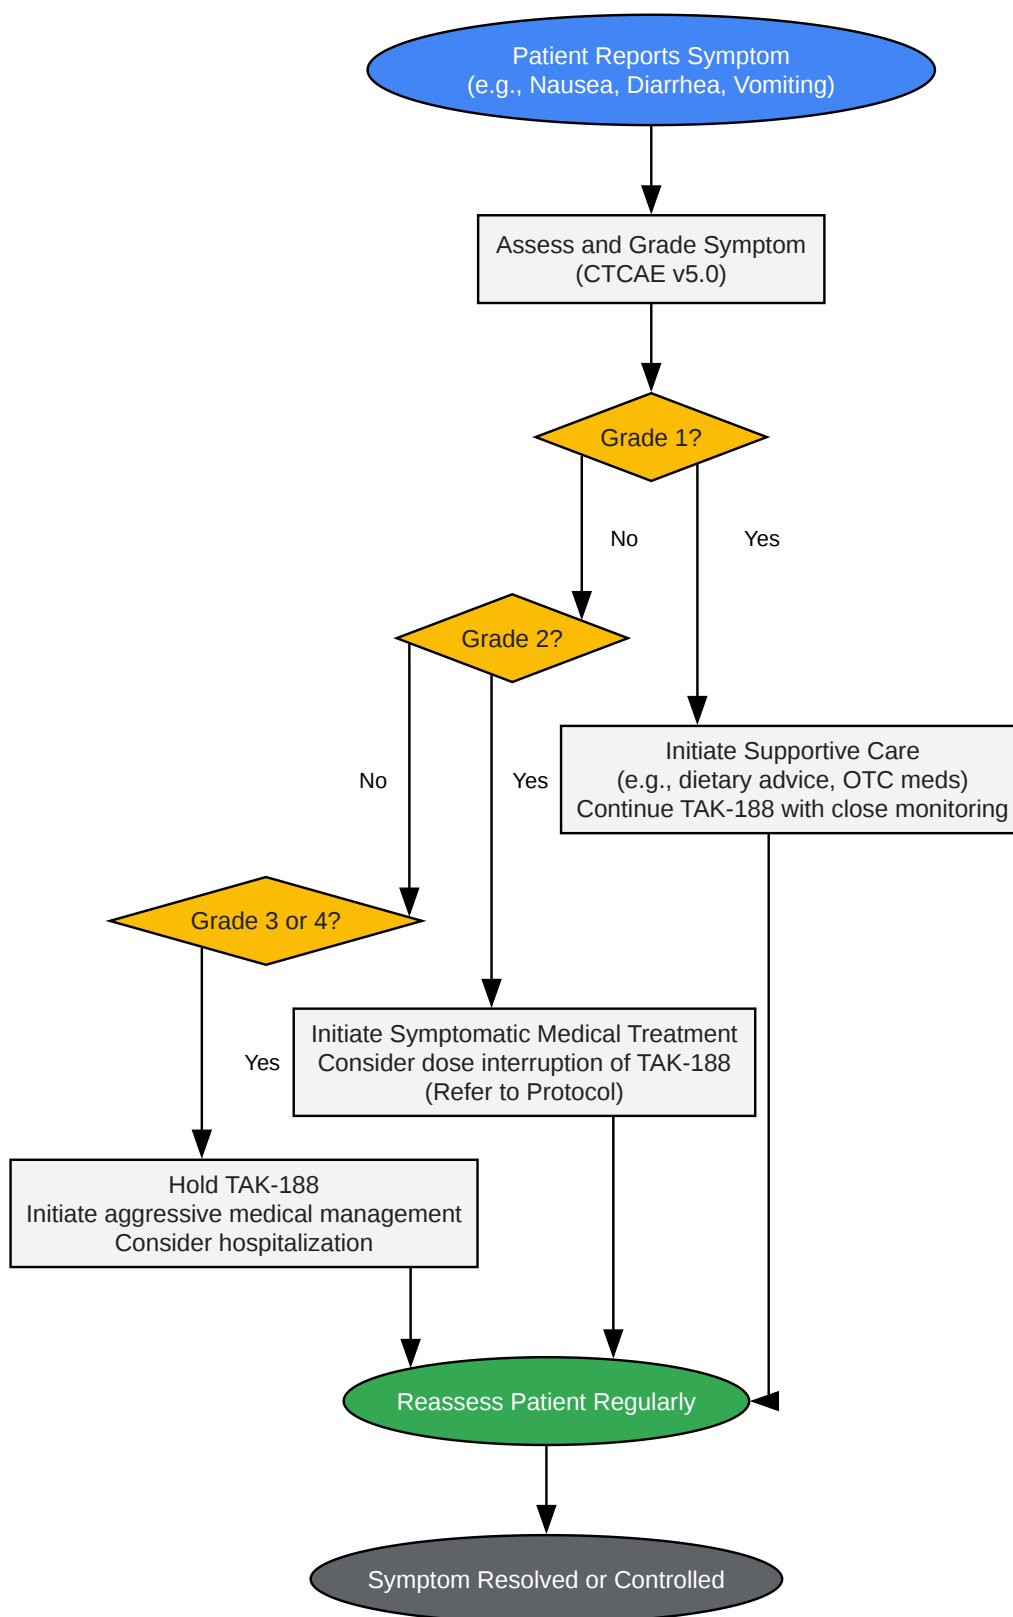 Patient Reports Symptom
(e.g., Nausea, Diarrhea, Vomiting)
Assess and Grade Symptom
(CTCAE v5.0)
Grade 1?
No
Yes
Grade 2?
No
Yes
Initiate Supportive Care
(e.g., dietary advice, OTC meds)
Continue TAK-188 with close monitoring
Grade 3 or 4?
Yes
Initiate Symptomatic Medical Treatment
Consider dose interruption of TAK-188
(Refer to Protocol)
Hold TAK-188
Initiate aggressive medical management
Consider hospitalization
Reassess Patient Regularly
Symptom Resolved or Controlled